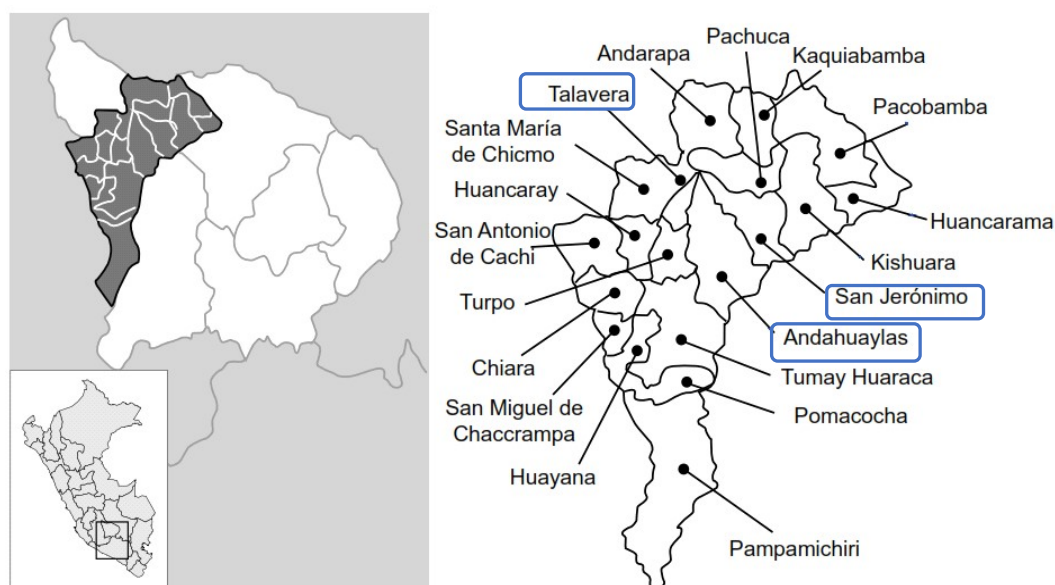 Pachuca
Andarapa
Kaquiabamba
Talavera
Pacobamba
Santa María
de Chicmo
Huancaray
Huancarama
San Antonio
de Cachi
Kishuara
Turpo
San Jerónimo
Andahuaylas
Chiara
Tumay Huaraca
San Miguel de
Chaccrampa
Pomacocha
Huayana
Pampamichiri